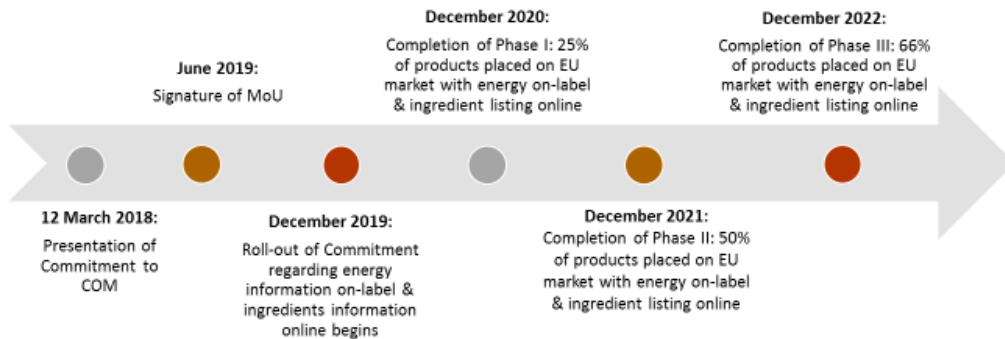 12 March 2018:
Presentation of
Commitment to
COM
June 2019:
Signature of MoU
December 2019:
Roll-out of Commitment
regarding energy
information on-label &
ingredients information
online begins
December 2020:
Completion of Phase I: 25%
of products placed on EU
market with energy on-label
& ingredient listing online
December 2021:
Completion of Phase II: 50%
of products placed on EU
market with energy on-label
& ingredient listing online
December 2022:
Completion of Phase III: 66%
of products placed on EU
market with energy on-label
& ingredient listing online